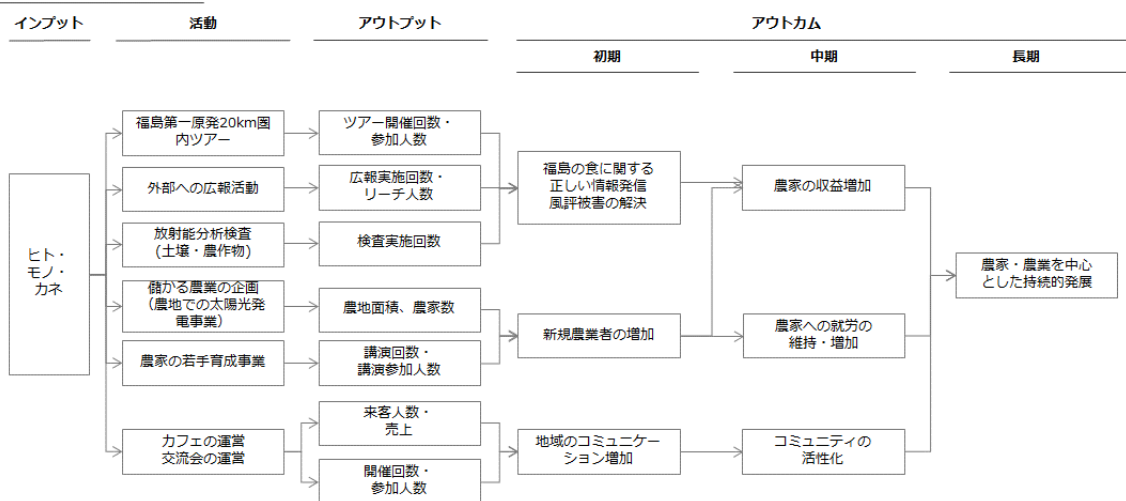 インプット
活動
アウトプット
アウトカム
初期
中期
長期
ヒト・
モノ・
カネ
福島第一原発20km圏
内ツアー
外部への広報活動
放射能分析検査
(土壌・農作物)
儲かる農業の企画
（農地での太陽光発
電事業）
農家の若手育成事業
カフェの運営
交流会の運営
ツアー開催回数・
参加人数
広報実施回数・
リーチ人数
検査実施回数
農地面積、農家数
講演回数・
講演参加人数
来客人数・
売上
開催回数・
参加人数
福島の食に関する
正しい情報発信
風評被害の解決
新規農業者の増加
地域のコミュニケー
ション増加
農家の収益増加
農家への就労の
維持・増加
コミュニティの
活性化
農家・農業を中心
とした持続的発展